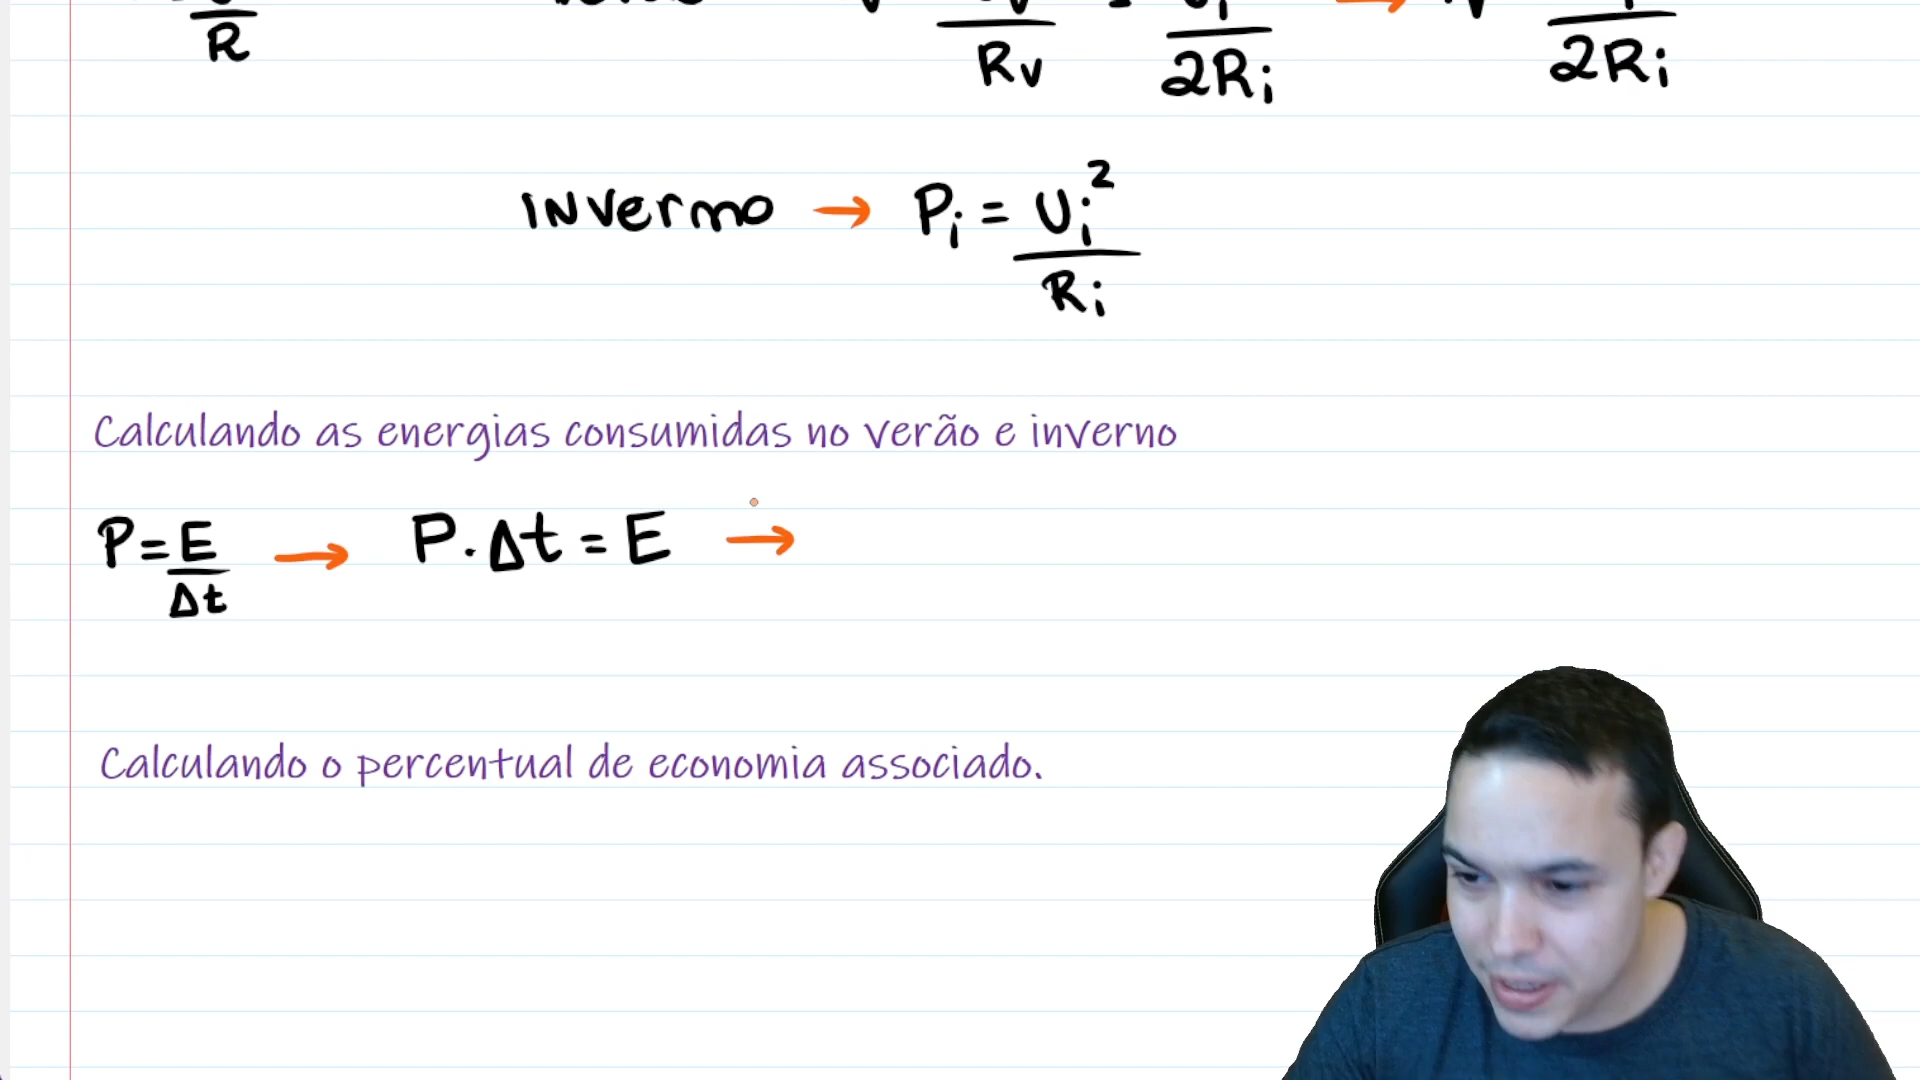 R Rv 2Ri → 2Ri
invermo → Pi = Ui²
Ri
Calculando as energias consumidas no verão e inverno
P = E → P. Δt = E →
Δt
Calculando o percentual de economia associado.